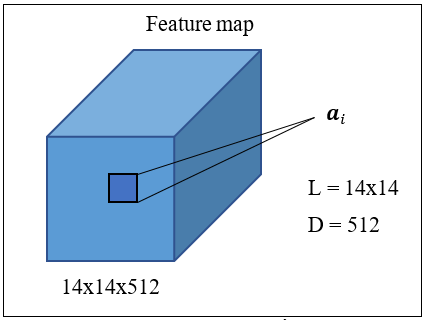 Feature map
a_i
L = 14x14
D = 512
14x14x512